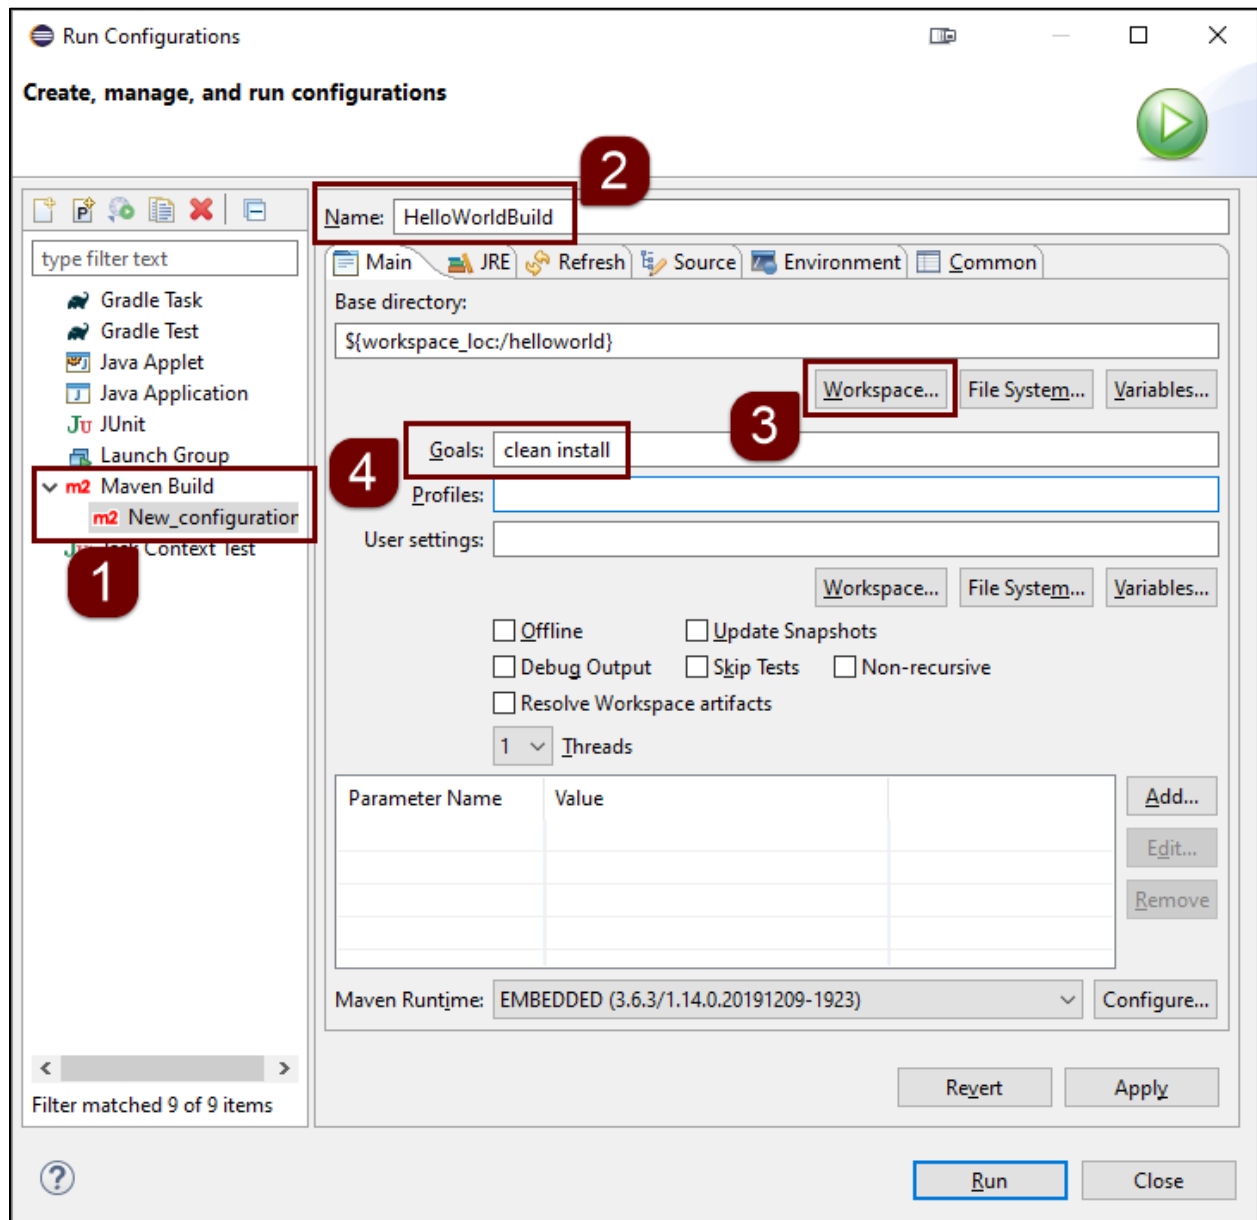 Run Configurations
Create, manage, and run configurations
2
Name: HelloWorldBuild
type filter text
Main JRE Refresh Source Environment Common
Gradle Task
Gradle Test
Java Applet
Java Application
JUnit
Launch Group
Maven Build
m2 New_configuration
Context Test
1
Base directory:
${workspace_loc:/helloworld}
Workspace... File System... Variables...
3
4
Goals: clean install
Profiles:
User settings:
Workspace... File System... Variables...
Offline Update Snapshots
Debug Output Skip Tests Non-recursive
Resolve Workspace artifacts
1 Threads
Parameter Name Value
Add...
Edit...
Remove
Maven Runtime: EMBEDDED (3.6.3/1.14.0.20191209-1923) Configure...
Filter matched 9 of 9 items
Revert Apply
Run Close